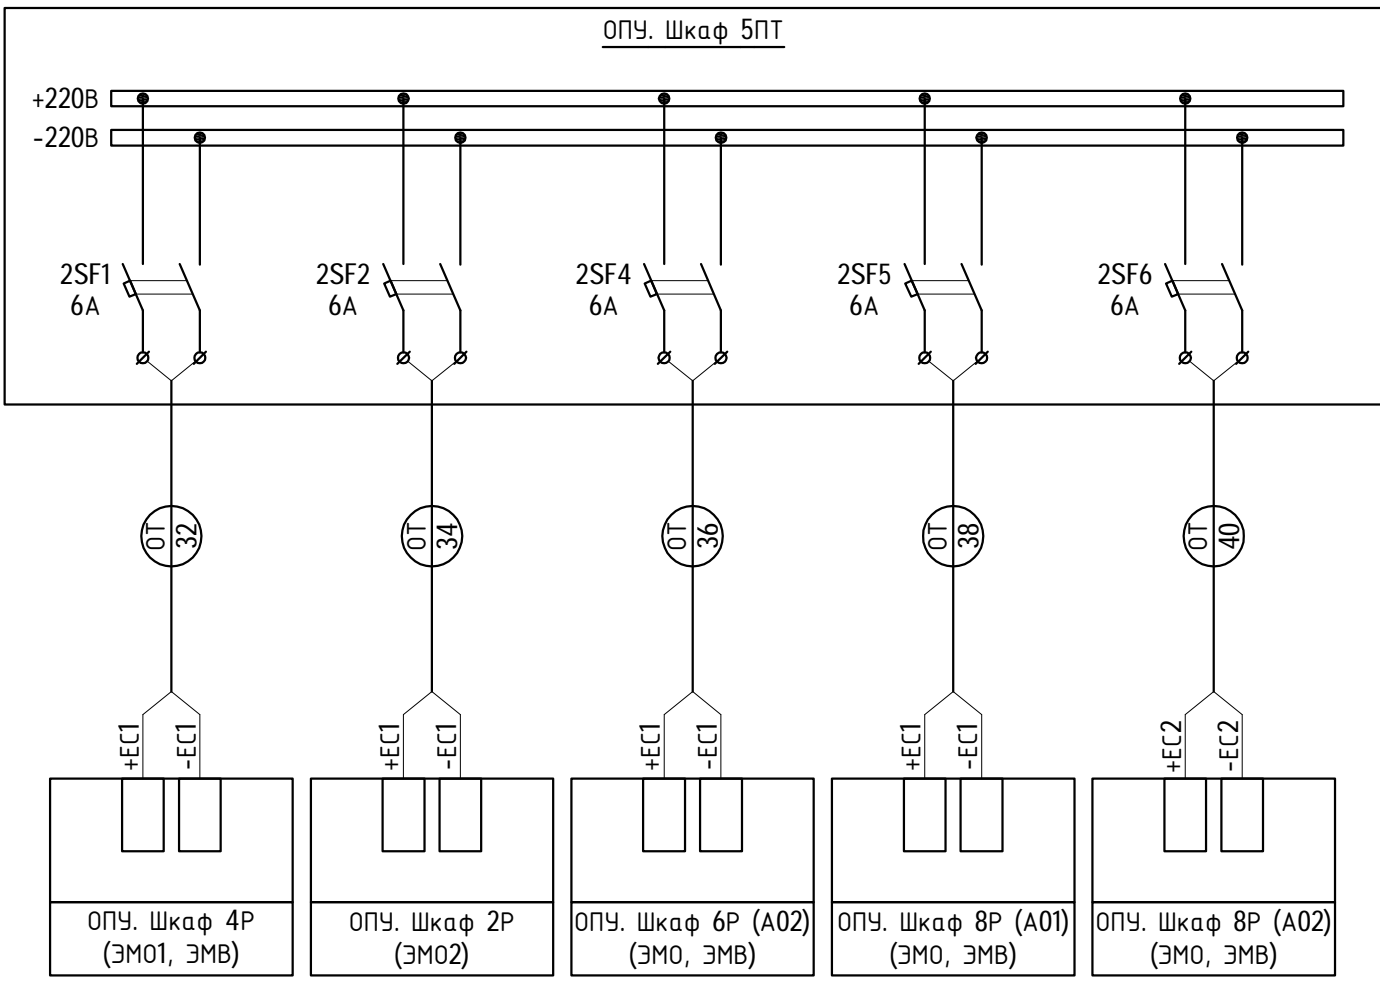 ОПУ. Шкаф 5ПТ
+220В
-220В
2SF1
6А
2SF2
6А
2SF4
6А
2SF5
6А
2SF6
6А
ОТ
32
ОТ
34
ОТ
36
ОТ
38
ОТ
40
+ЕС1
-ЕС1
+ЕС1
-ЕС1
+ЕС1
-ЕС1
+ЕС1
-ЕС1
+ЕС2
-ЕС2
ОПУ. Шкаф 4Р
(ЭМО1, ЭМВ)
ОПУ. Шкаф 2Р
(ЭМО2)
ОПУ. Шкаф 6Р (А02)
(ЭМО, ЭМВ)
ОПУ. Шкаф 8Р (А01)
(ЭМО, ЭМВ)
ОПУ. Шкаф 8Р (А02)
(ЭМО, ЭМВ)